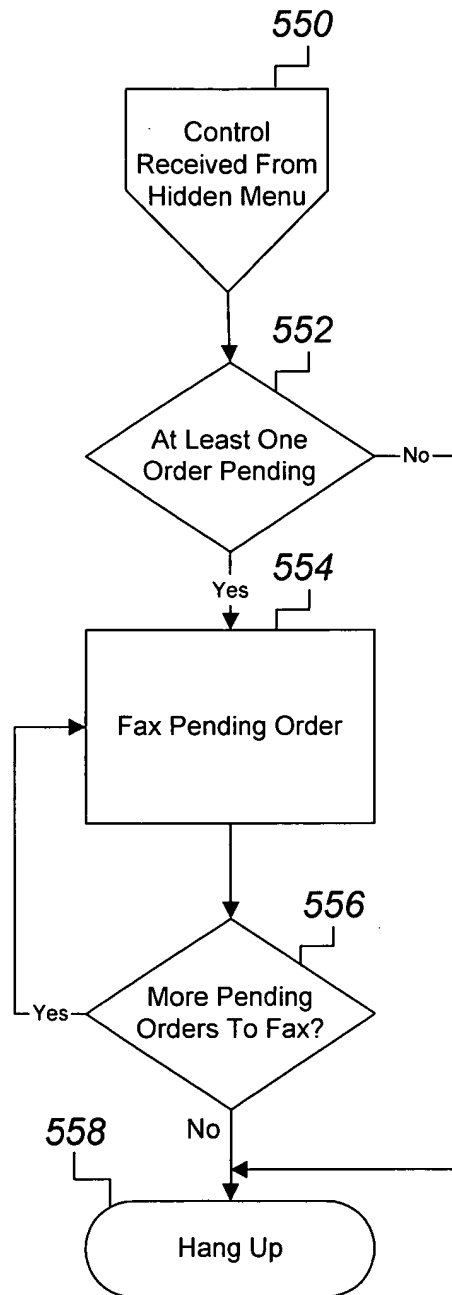 550
Control
Received From
Hidden Menu
552
At Least One
Order Pending
No
Yes
554
Fax Pending Order
556
More Pending
Orders To Fax?
Yes
No
558
Hang Up